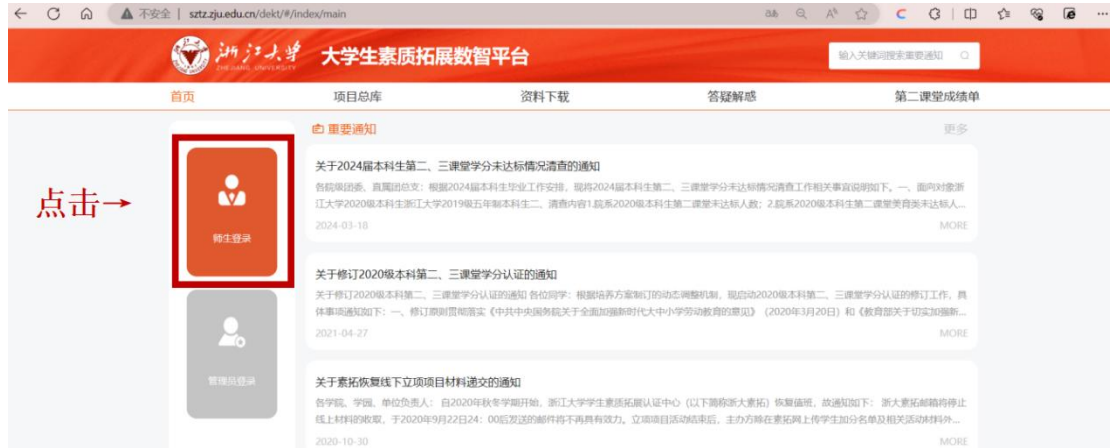 不安全 | sztz.zju.edu.cn/dekt/#/index/main
浙江大学
ZHEJIANG UNIVERSITY
大学生素质拓展数智平台
输入关键词搜索重要通知
首页 项目总库 资料下载 答疑解惑 第二课堂成绩单
重要通知 更多
点击→
师生登录
管理员登录
关于2024届本科生第二、三课堂学分未达标情况清查的通知
各院级团委、直属团总支：根据2024届本科生毕业工作安排，现将2024届本科生第二、三课堂学分未达标情况清查工作相关事宜说明如下。一、面向对象浙
江大学2020级本科生浙江大学2019级五年制本科生二、清查内容1.院系2020级本科生第二课堂未达标人数；2.院系2020级本科生第二课堂美育类未达标人...
2024-03-18 MORE
关于修订2020级本科第二、三课堂学分认证的通知
关于修订2020级本科第二、三课堂学分认证的通知 各位同学：根据培养方案制订的动态调整机制，现启动2020级本科第二、三课堂学分认证的修订工作，具
体事项通知如下：一、修订原则贯彻落实《中共中央国务院关于全面加强新时代大中小学劳动教育的意见》（2020年3月20日）和《教育部关于切实加强新...
2021-04-27 MORE
关于素拓恢复线下立项项目材料递交的通知
各学院、学园、单位负责人： 自2020年秋冬学期开始，浙江大学学生素质拓展认证中心（以下简称浙大素拓）恢复值班，故通知如下： 浙大素拓邮箱将停止
线上材料的收取，于2020年9月22日24：00后发送的邮件将不再具有效力。立项项目活动结束后，主办方除在素拓网上传学生加分名单及相关活动材料外...
2020-10-30 MORE